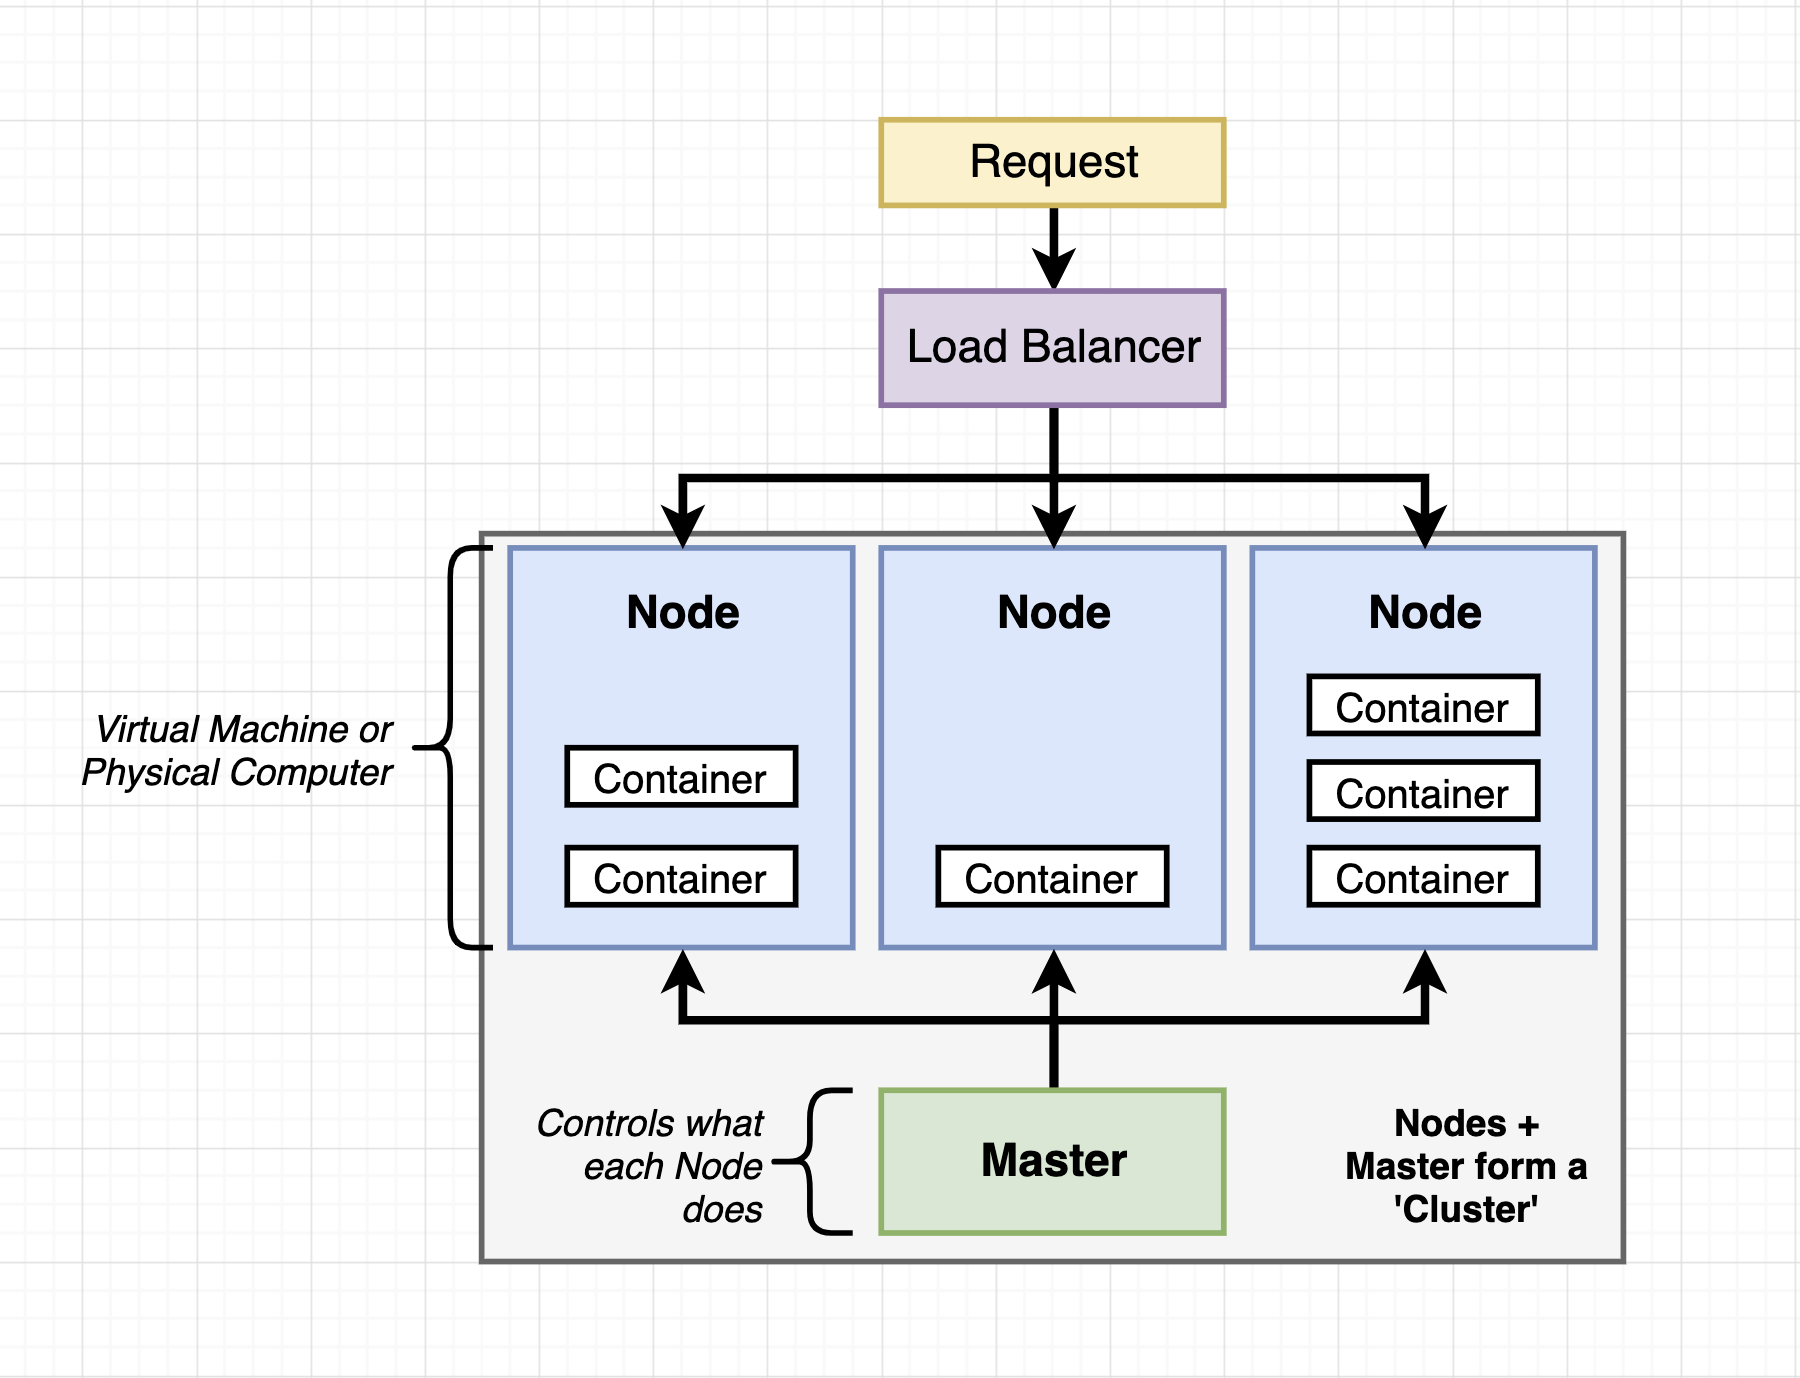 Request
Load Balancer
Node
Node
Node
Virtual Machine or
Physical Computer
Container
Container
Container
Container
Container
Container
Controls what
each Node
does
Master
Nodes +
Master form a
'Cluster'